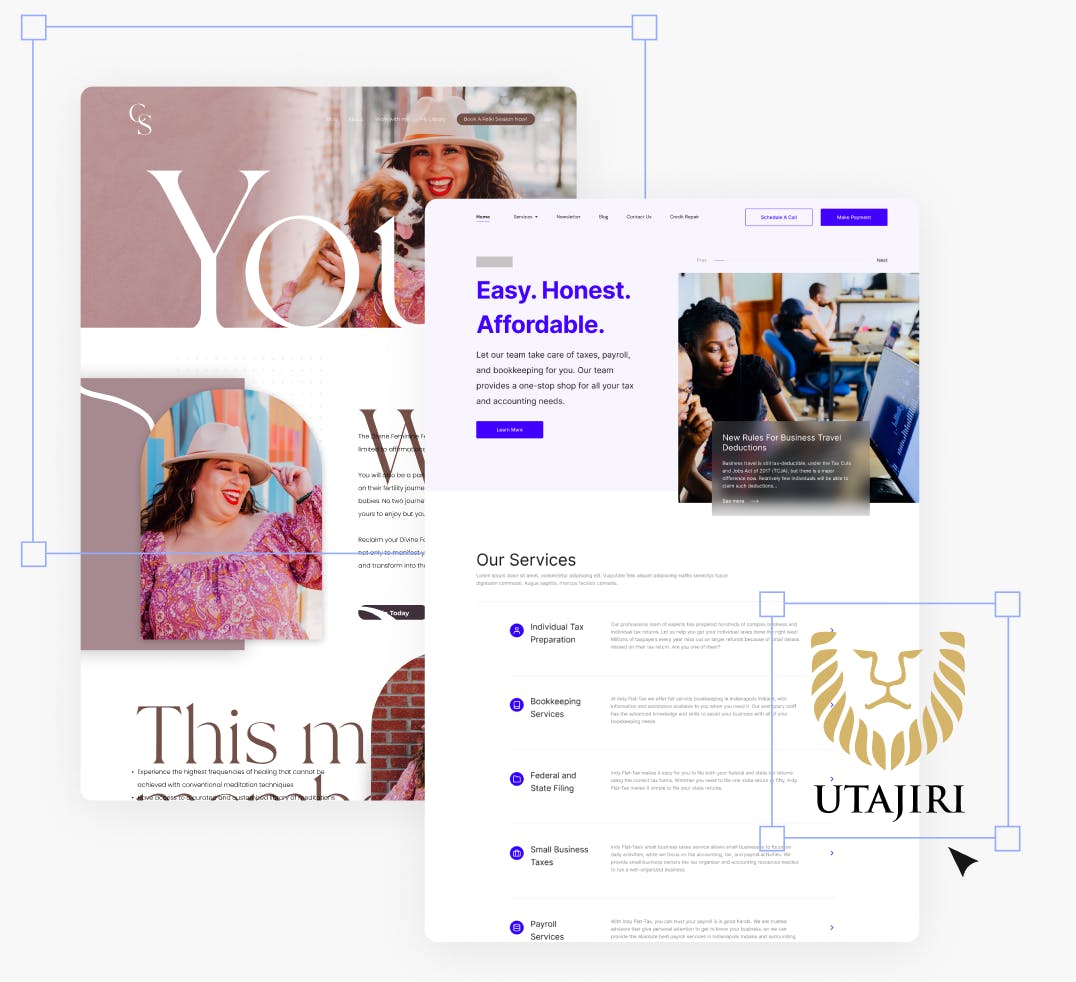 CS
Work with me
My Library
Book A Reiki Session Now!
You
The Divine Feminine
limited to affirmations
W
You will also be a part
on their fertility journey
babies. No two journeys
yours to enjoy but you
Reclaim your Divine
not only to manifest
and transform into the
Today
This m
• Experience the highest frequencies of healing that cannot be
achieved with conventional meditation techniques
• Have access to a curated and customized library of meditations
Home
Services
Newsletter
Blog
Contact Us
Credit Repair
Schedule A Call
Make Payment
Prev
Next
Easy. Honest.
Affordable.
Let our team take care of taxes, payroll,
and bookkeeping for you. Our team
provides a one-stop shop for all your tax
and accounting needs.
Learn More
New Rules For Business Travel
Deductions
Business travel is still tax-deductible, under the Tax Cuts
and Jobs Act of 2017 (TCJA), but there is a major
difference now. Relatively few individuals will be able to
claim such deductions...
See more
Our Services
Lorem ipsum dolor sit amet, consectetur adipiscing elit. Vulputate felis aliquet adipiscing mattis senectus fusce
dignissim commodo. Augue sagittis, rhoncus facilisis convallis.
Individual Tax
Preparation
Our professional team of experts has prepared hundreds of complex business and
individual tax returns. Let us help you get your individual taxes done the right way!
Millions of taxpayers every year miss out on larger refunds because of small details
missed on their tax return. Are you one of them?
Bookkeeping
Services
At Indy Flat-Tax we offer full service bookkeeping in Indianapolis Indiana, with
information and assistance available to you when you need it. Our exemplary staff
has the advanced knowledge and skills to assist your business with all of your
bookkeeping needs
Federal and
State Filing
Indy Flat-Tax makes it easy for you to file both your federal and state tax returns
using the correct tax forms. Whether you need to file one state return or fifty, Indy
Flat-Tax makes it simple to file your state returns.
Small Business
Taxes
Indy Flat-Tax's small business taxes service allows small businesses to focus on
daily activities, while we focus on the accounting, tax, and payroll activities. We
provide small business owners the tax organizer and accounting resources needed
to run a well-organized business.
Payroll
Services
With Indy Flat-Tax, you can trust your payroll is in good hands. We are trusted
advisors that give personal attention to get to know your business, so we can
provide the absolute best payroll services in Indianapolis Indiana and surrounding
UTAJIRI